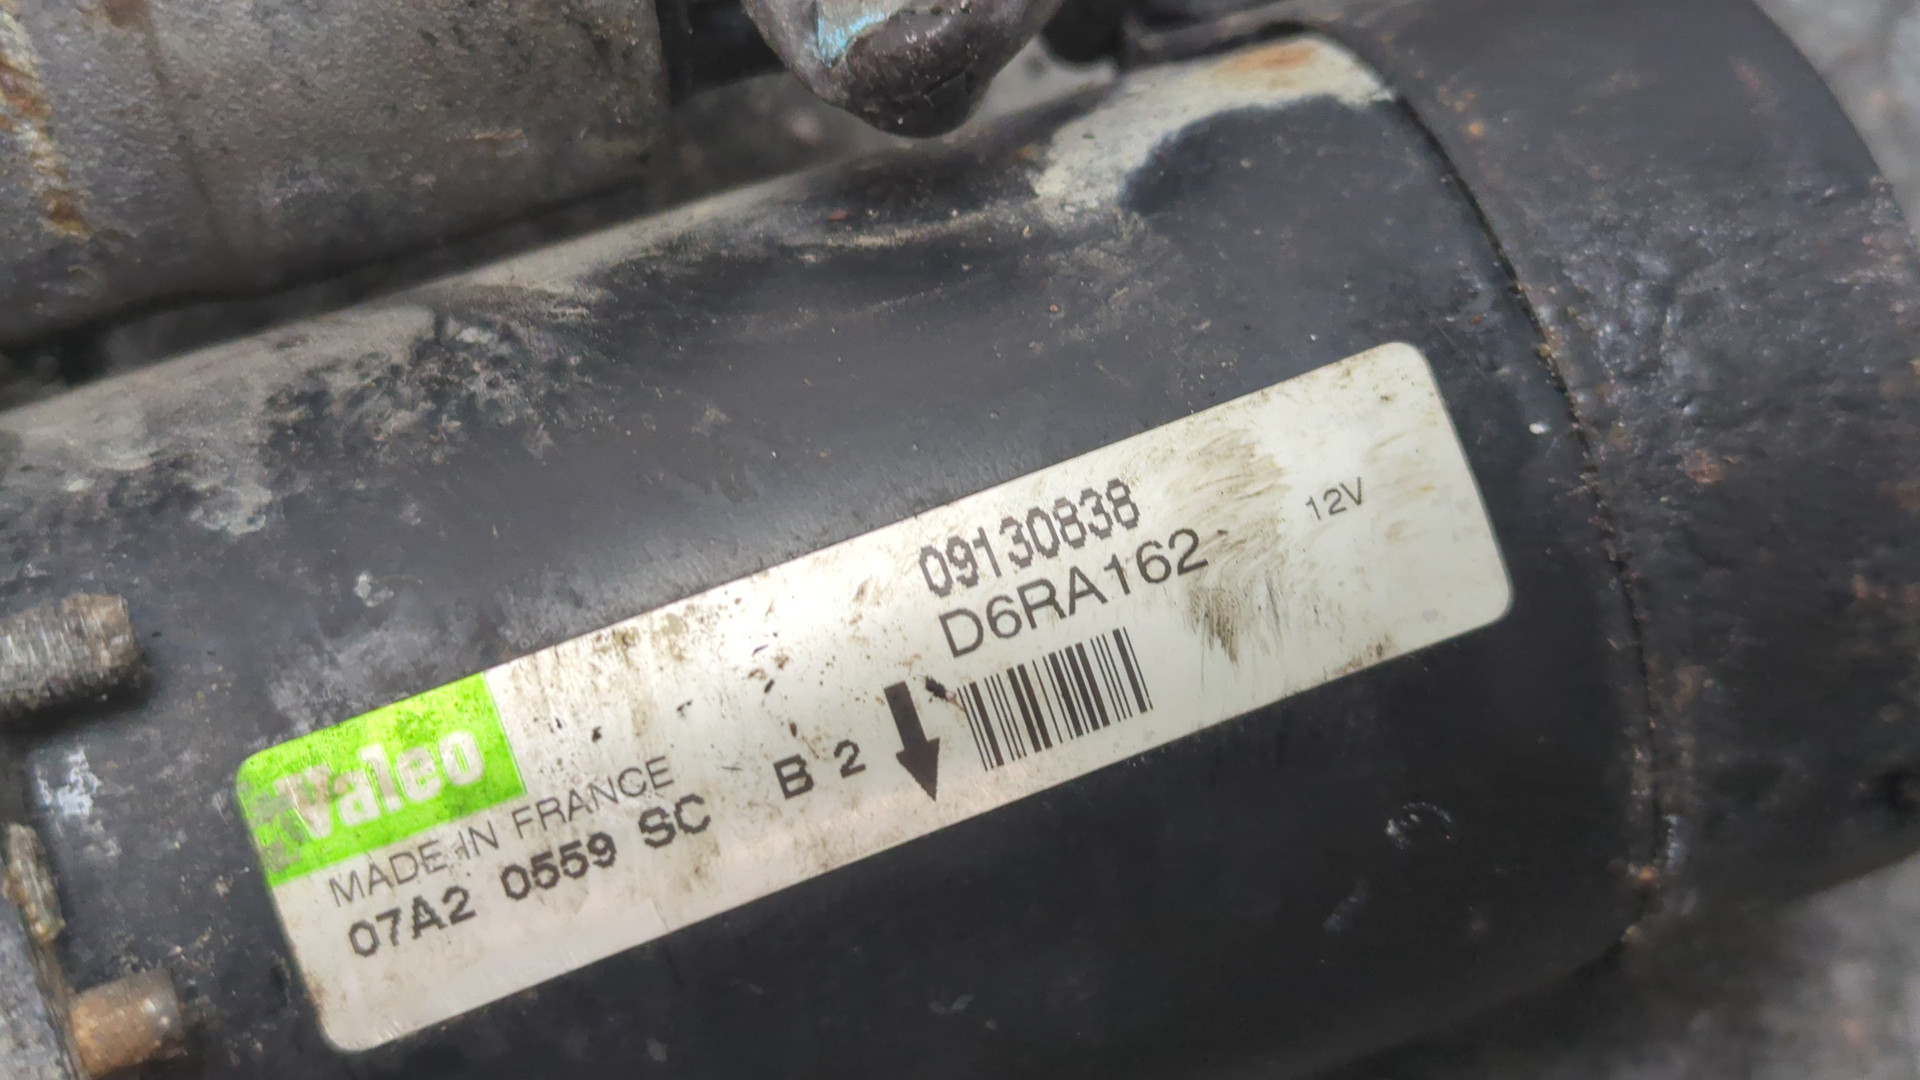 Valeo
MADE IN FRANCE
07A2 0559 SC B 2
09130838
D6RA162
12V